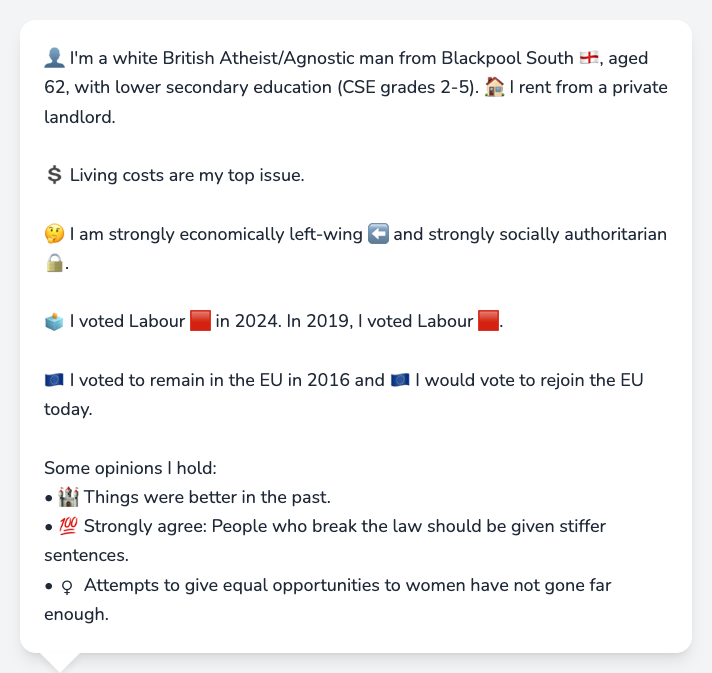 👤 I'm a white British Atheist/Agnostic man from Blackpool South 🏴󠁧󠁢󠁥󠁮󠁧󠁿, aged
62, with lower secondary education (CSE grades 2-5). 🏠 I rent from a private
landlord.
💲 Living costs are my top issue.
🤔 I am strongly economically left-wing ⬅️ and strongly socially authoritarian
🔒.
🗳️ I voted Labour 🟥 in 2024. In 2019, I voted Labour 🟥.
🇪🇺 I voted to remain in the EU in 2016 and 🇪🇺 I would vote to rejoin the EU
today.
Some opinions I hold:
• 🏰 Things were better in the past.
• 💯 Strongly agree: People who break the law should be given stiffer
sentences.
• ♀ Attempts to give equal opportunities to women have not gone far
enough.